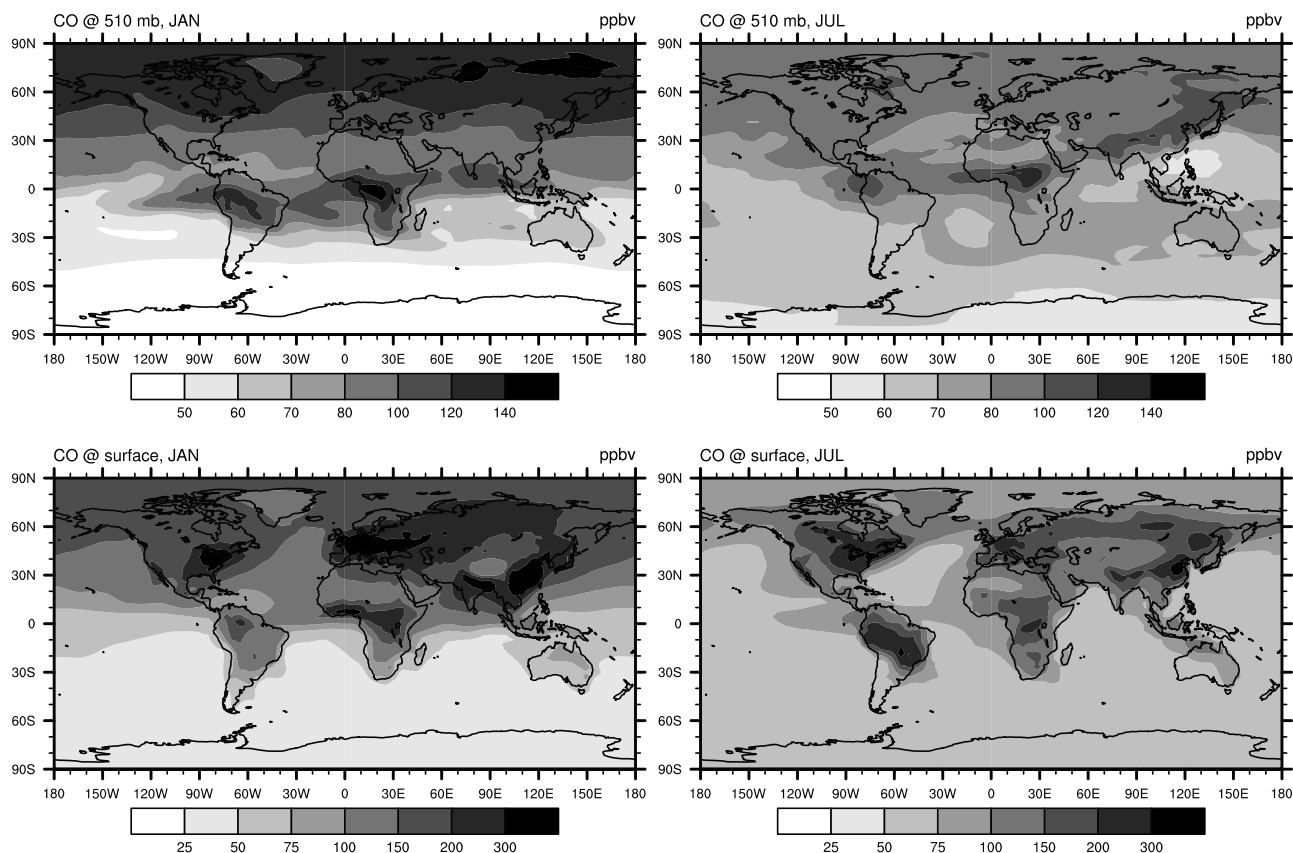 CO @ 510 mb, JAN ppbv
90N
60N
30N
0
30S
60S
90S
180 150W 120W 90W 60W 30W 0 30E 60E 90E 120E 150E 180
50 60 70 80 100 120 140
CO @ 510 mb, JUL ppbv
90N
60N
30N
0
30S
60S
90S
180 150W 120W 90W 60W 30W 0 30E 60E 90E 120E 150E 180
50 60 70 80 100 120 140
CO @ surface, JAN ppbv
90N
60N
30N
0
30S
60S
90S
180 150W 120W 90W 60W 30W 0 30E 60E 90E 120E 150E 180
25 50 75 100 150 200 300
CO @ surface, JUL ppbv
90N
60N
30N
0
30S
60S
90S
180 150W 120W 90W 60W 30W 0 30E 60E 90E 120E 150E 180
25 50 75 100 150 200 300